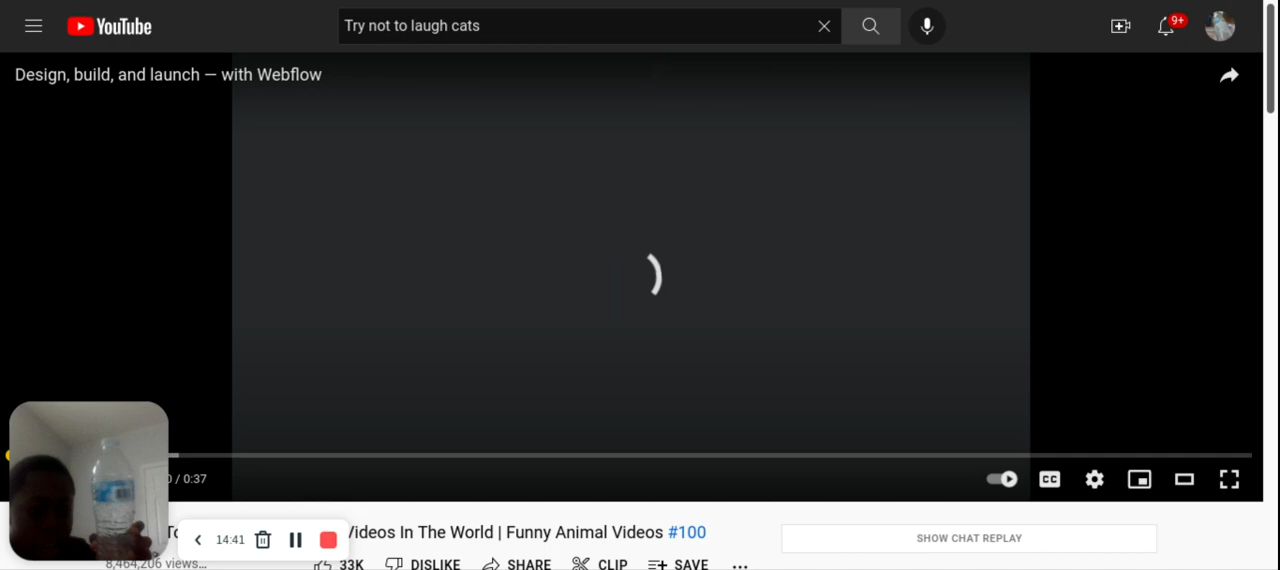 YouTube
Try not to laugh cats
9+
Design, build, and launch — with Webflow
/ 0:37
CC
Videos In The World | Funny Animal Videos #100
SHOW CHAT REPLAY
14:41
8,464,206 views...
33K
DISLIKE
SHARE
CLIP
SAVE
...